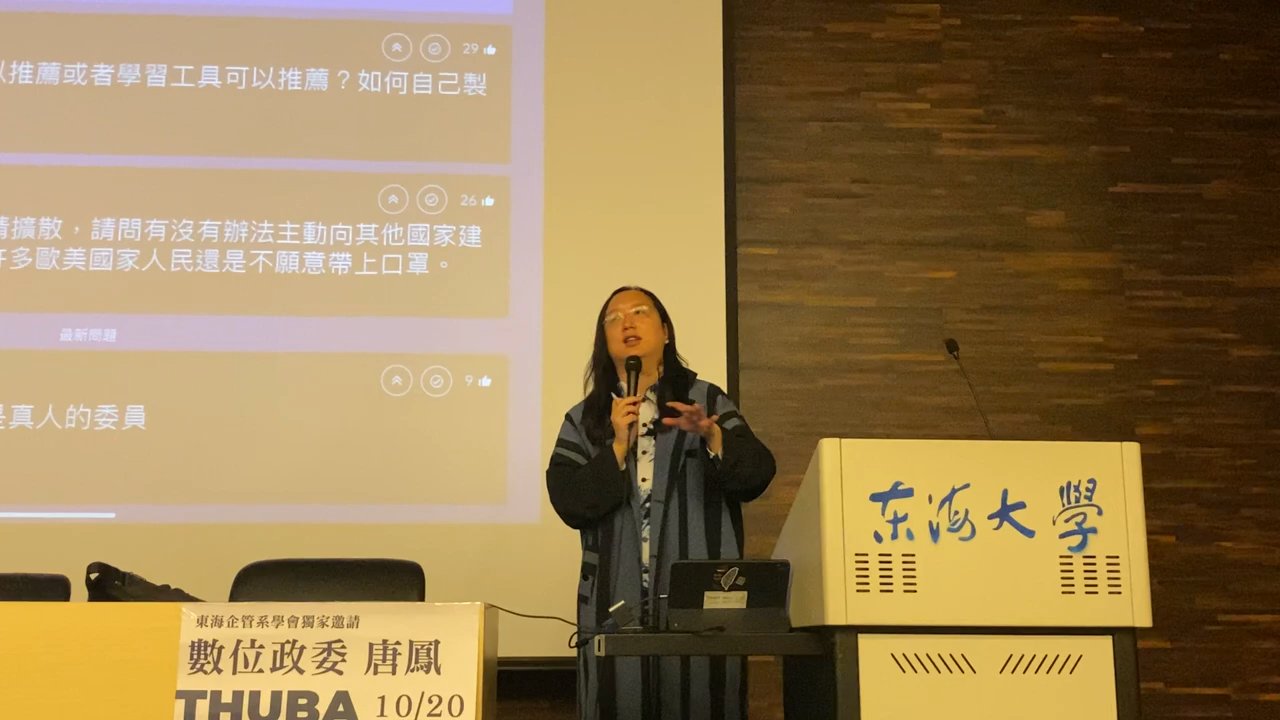 29
推薦或者學習工具可以推薦？如何自己製
26
情擴散，請問有沒有辦法主動向其他國家建
許多歐美國家人民還是不願意帶上口罩。
最新問題
9
是真人的委員
东海大學
東海企管系學會獨家邀請
數位政委 唐鳳
THUBA 10/20